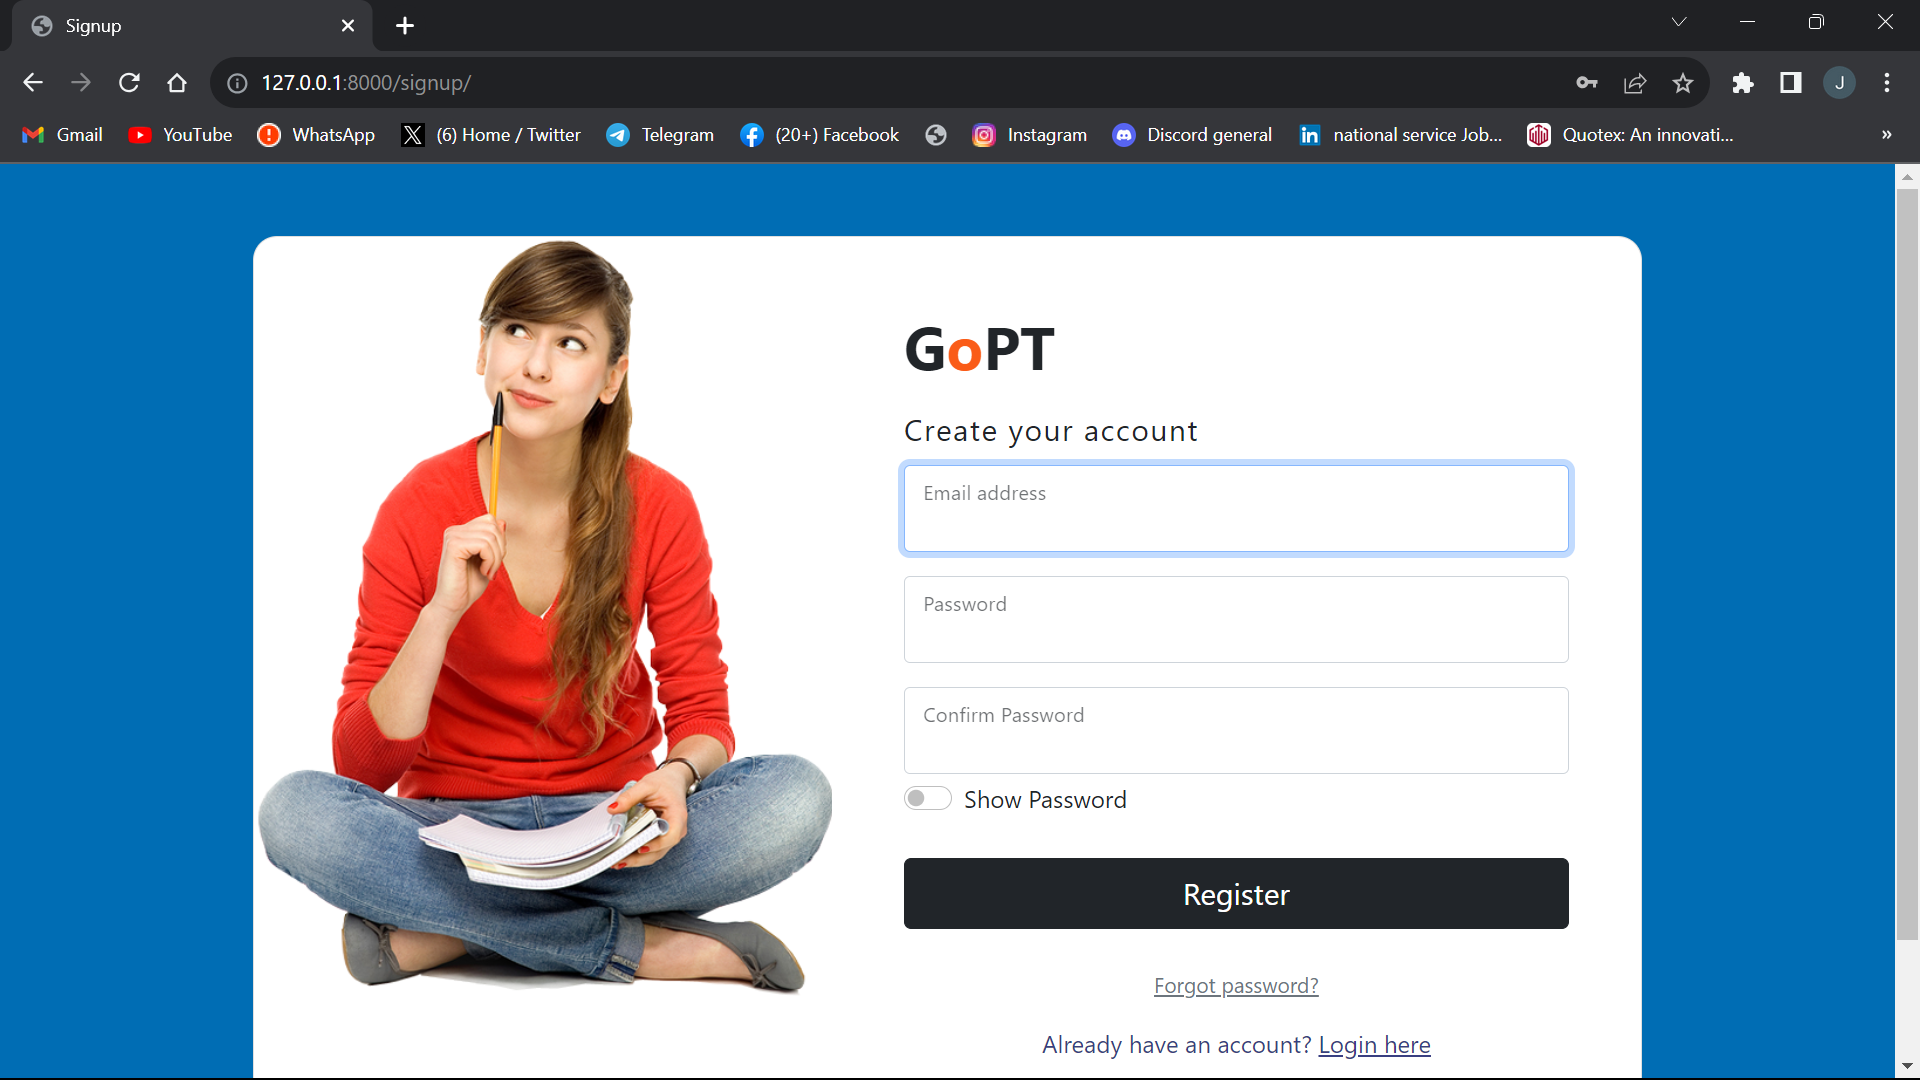 Signup
127.0.0.1:8000/signup/
J
Gmail
YouTube
WhatsApp
(6) Home / Twitter
Telegram
(20+) Facebook
Instagram
Discord general
national service Job...
Quotex: An innovati...
»
GoPT
Create your account
Email address
Password
Confirm Password
Show Password
Register
Forgot password?
Already have an account? Login here